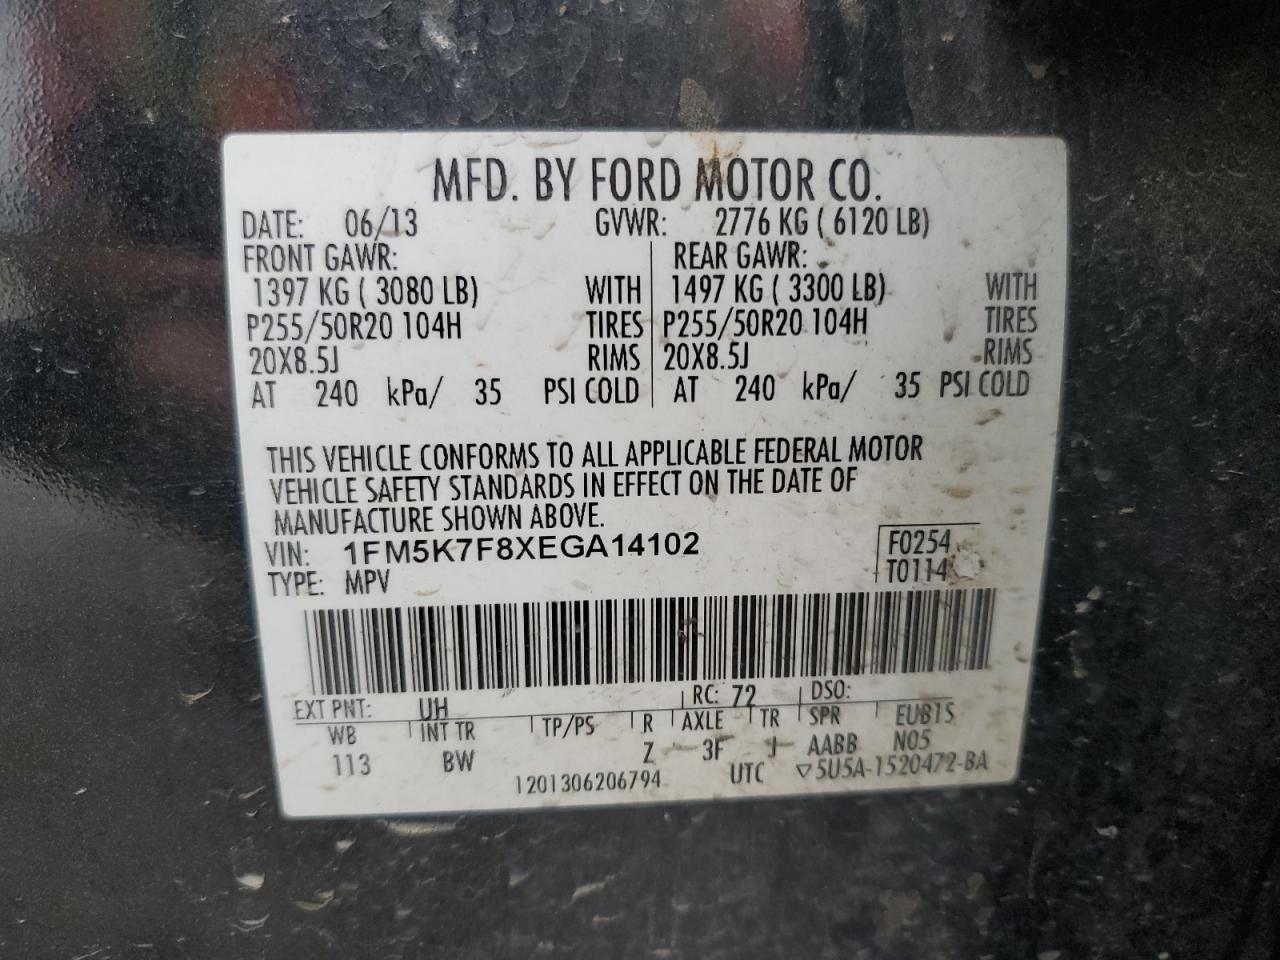 MFD. BY FORD MOTOR CO.
DATE: 06/13 GVWR: 2776 KG ( 6120 LB)
FRONT GAWR: REAR GAWR:
1397 KG ( 3080 LB) WITH 1497 KG ( 3300 LB) WITH
P255/50R20 104H TIRES P255/50R20 104H TIRES
20X8.5J RIMS 20X8.5J RIMS
AT 240 kPa/ 35 PSI COLD AT 240 kPa/ 35 PSI COLD
THIS VEHICLE CONFORMS TO ALL APPLICABLE FEDERAL MOTOR
VEHICLE SAFETY STANDARDS IN EFFECT ON THE DATE OF
MANUFACTURE SHOWN ABOVE.
VIN: 1FM5K7F8XEGA14102 F0254
TYPE: MPV T0114
EXT PNT: UH RC: 72 DSO:
WB INT TR TP/PS R AXLE TR SPR EUB1S
113 BW Z 3F J AABB N05
1201306206794 UTC ▽5U5A-1520472-BA